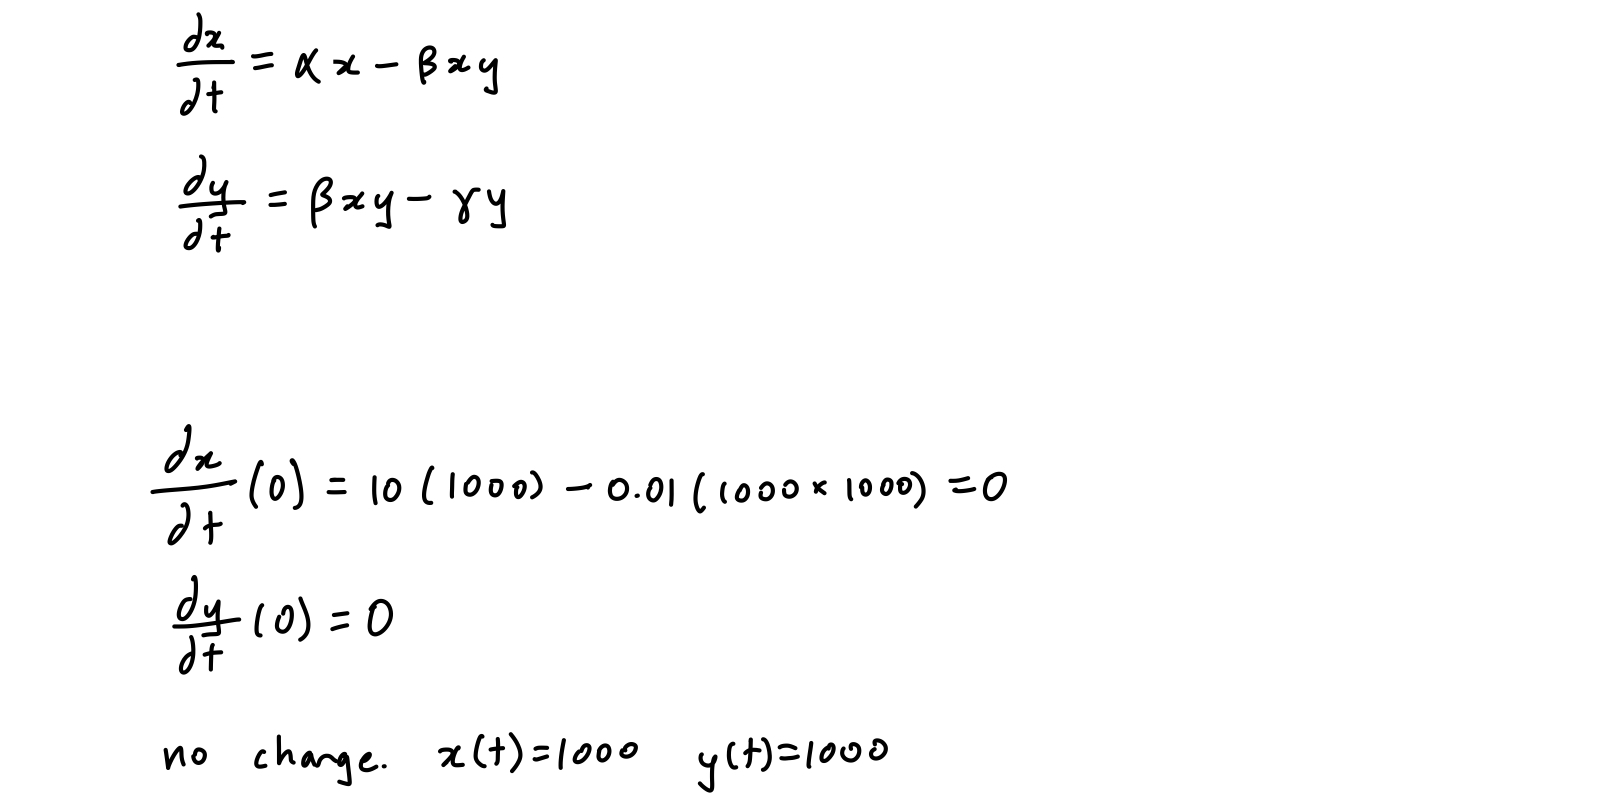 dx/dt = αx - βxy
dy/dt = βxy - γy
dx/dt (0) = 10 (1000) - 0.01 (1000 × 1000) = 0
dy/dt (0) = 0
no change. x(t)=1000 y(t)=1000